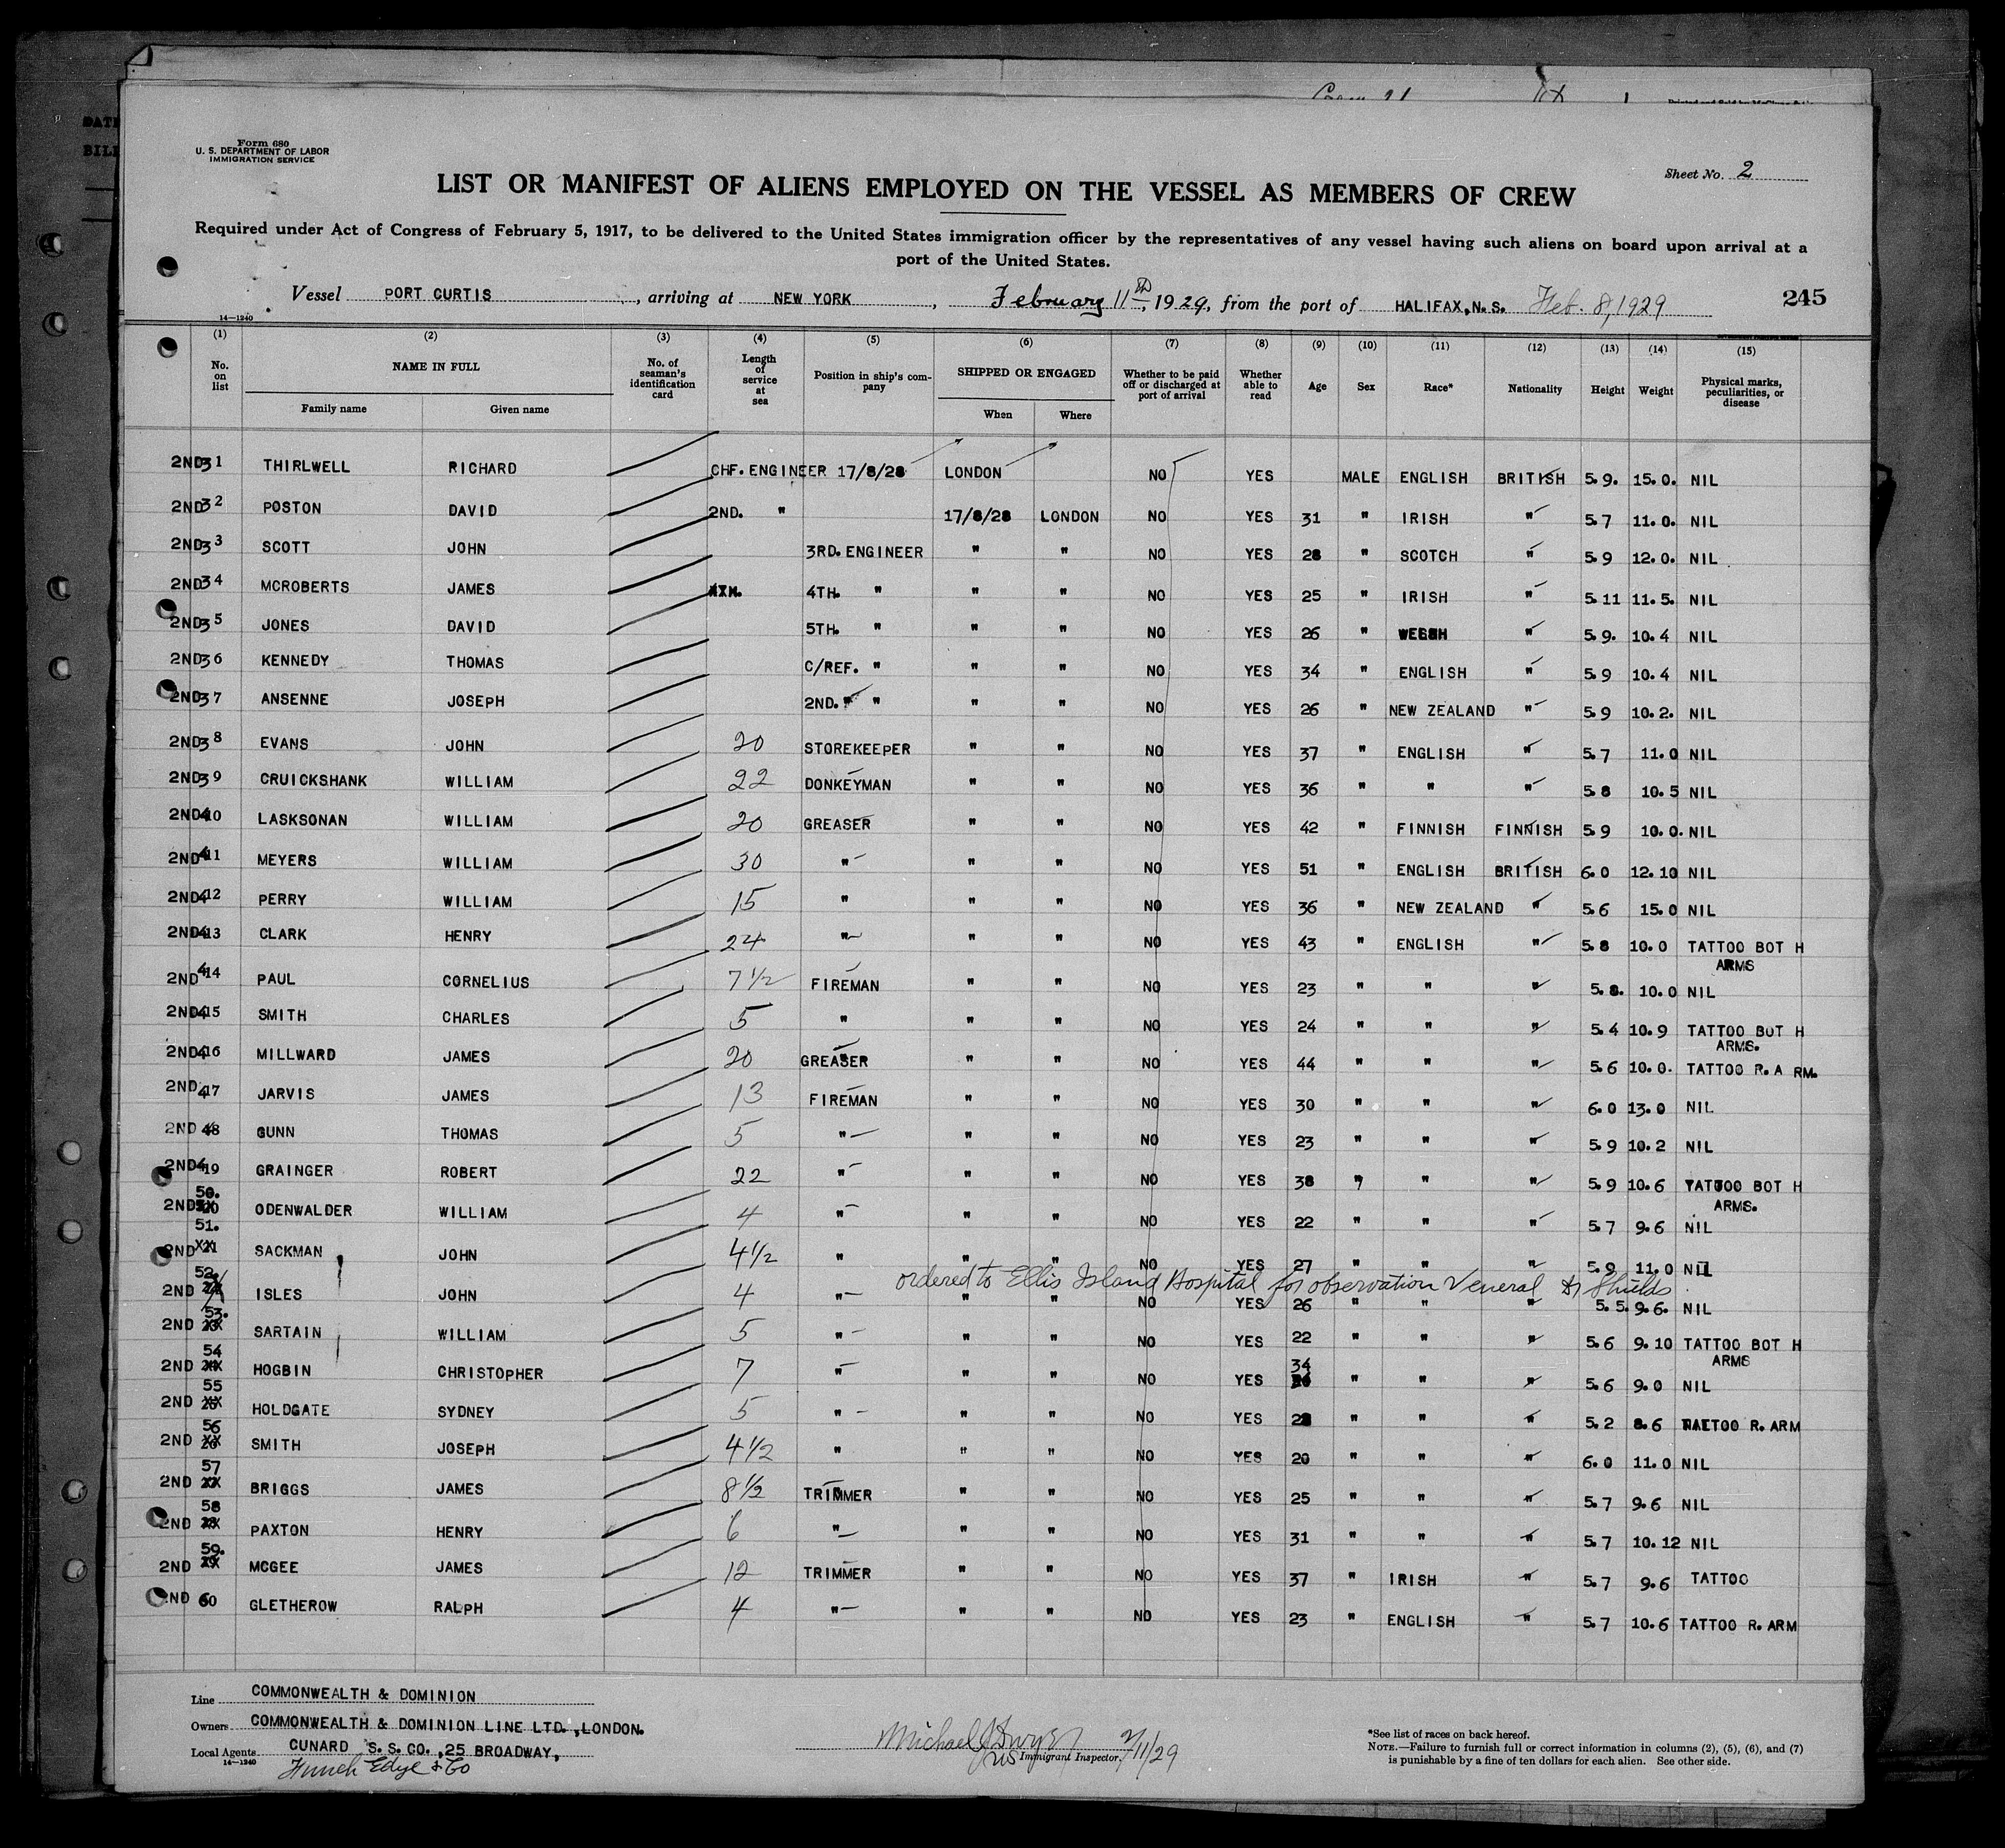 Form 680
U. S. DEPARTMENT OF LABOR
IMMIGRATION SERVICE
Sheet No. 2
LIST OR MANIFEST OF ALIENS EMPLOYED ON THE VESSEL AS MEMBERS OF CREW
Required under Act of Congress of February 5, 1917, to be delivered to the United States immigration officer by the representatives of any vessel having such aliens on board upon arrival at a
port of the United States.
Vessel PORT CURTIS, arriving at NEW YORK, February 11th, 1929, from the port of HALIFAX, N.S. Feb. 8, 1929
245
14—1240
(1) (2) (3) (4) (5) (6) (7) (8) (9) (10) (11) (12) (13) (14) (15)
No. on list NAME IN FULL Family name Given name No. of seaman's identification card Length of service at sea Position in ship's company SHIPPED OR ENGAGED When Where Whether to be paid off or discharged at port of arrival Whether able to read Age Sex Race* Nationality Height Weight Physical marks, peculiarities, or disease
2ND 31 THIRLWELL RICHARD CHF. ENGINEER 17/8/28 LONDON NO YES MALE ENGLISH BRITISH 5.9. 15.0. NIL
2ND 32 POSTON DAVID 2ND. " 17/8/28 LONDON NO YES 31 " IRISH " 5.7 11.0. NIL
2ND 33 SCOTT JOHN 3RD. ENGINEER " " NO YES 28 " SCOTCH " 5.9 12.0. NIL
2ND 34 MCROBERTS JAMES 4TH. " " " NO YES 25 " IRISH " 5.11 11.5. NIL
2ND 35 JONES DAVID 5TH. " " " NO YES 26 " WELSH " 5.9. 10.4 NIL
2ND 36 KENNEDY THOMAS C/REF. " " " NO YES 34 " ENGLISH " 5.9 10.4 NIL
2ND 37 ANSENNE JOSEPH 2ND. " " " " NO YES 26 " NEW ZEALAND " 5.9 10.2. NIL
2ND 38 EVANS JOHN 20 STOREKEEPER " " NO YES 37 " ENGLISH " 5.7 11.0 NIL
2ND 39 CRUICKSHANK WILLIAM 22 DONKEYMAN " " NO YES 36 " " " 5.8 10.5 NIL
2ND 410 LASKSONAN WILLIAM 20 GREASER " " NO YES 42 " FINNISH FINNISH 5.9 10.0. NIL
2ND 411 MEYERS WILLIAM 30 " " " NO YES 51 " ENGLISH BRITISH 6.0 12.10 NIL
2ND 412 PERRY WILLIAM 15 " " " NO YES 36 " NEW ZEALAND " 5.6 15.0 NIL
2ND 413 CLARK HENRY 24 " " " NO YES 43 " ENGLISH " 5.8 10.0 TATTOO BOT H
ARMS
2ND 414 PAUL CORNELIUS 7 1/2 FIREMAN " " NO YES 23 " " " 5.8. 10.0 NIL
2ND 415 SMITH CHARLES 5 " " " NO YES 24 " " " 5.4 10.9 TATTOO BOT H
ARMS.
2ND 416 MILLWARD JAMES 20 GREASER " " NO YES 44 " " " 5.6 10.0. TATTOO R.A RM.
2ND. 417 JARVIS JAMES 13 FIREMAN " " NO YES 30 " " " 6.0 13.0 NIL
2ND 48 GUNN THOMAS 5 " " " NO YES 23 " " " 5.9 10.2 NIL
2ND 419 GRAINGER ROBERT 22 " " " NO YES 38 " " " 5.9 10.6 TATTOO BOT H
ARMS.
2ND 50. ODENWALDER WILLIAM 4 " " " NO YES 22 " " " 5.7 9.6 NIL
2ND 51. SACKMAN JOHN 4 1/2 " " " NO YES 27 " " " 5.9 11.0 NIL
ordered to Ellis Island Hospital for observation Veneral Dr Shields
2ND 52. ISLES JOHN 4 " " " NO YES 26 " " " 5.5. 9.6. NIL
2ND 53. SARTAIN WILLIAM 5 " " " NO YES 22 " " " 5.6 9.10 TATTOO BOT H
ARMS
2ND 54 HOGBIN CHRISTOPHER 7 " " " NO YES 34 " " " 5.6 9.0 NIL
2ND 55 HOLDGATE SYDNEY 5 " " " NO YES 28 " " " 5.2 8.6 TATTOO R. ARM
2ND 56 SMITH JOSEPH 4 1/2 " " " NO YES 20 " " " 6.0 11.0 NIL
2ND 57 BRIGGS JAMES 8 1/2 TRIMMER " " NO YES 25 " " " 5.7 9.6 NIL
2ND 58 PAXTON HENRY 6 " " " NO YES 31 " " " 5.7 10.12 NIL
2ND 59. MCGEE JAMES 12 TRIMMER " " NO YES 37 " IRISH " 5.7 9.6 TATTOO
2ND 60 GLETHEROW RALPH 4 " " " NO YES 23 " ENGLISH " 5.7 10.6 TATTOO R. ARM
Line COMMONWEALTH & DOMINION
Owners COMMONWEALTH & DOMINION LINE LTD., LONDON.
Local Agents CUNARD S.S. CO., 25 BROADWAY,
14—1240
Funch Edye & Co
Michael O'Dwyer 2/11/29
US Immigrant Inspector.
*See list of races on back hereof.
NOTE.—Failure to furnish full or correct information in columns (2), (5), (6), and (7)
is punishable by a fine of ten dollars for each alien. See other side.